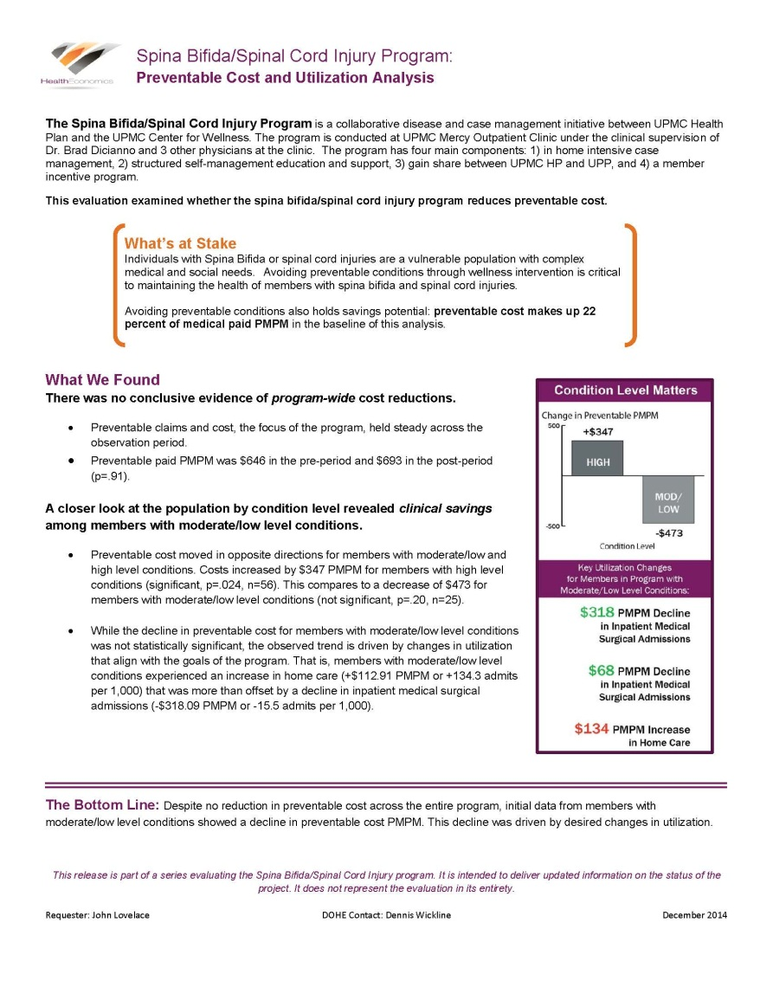 HealthEconomics
Spina Bifida/Spinal Cord Injury Program:
Preventable Cost and Utilization Analysis
The Spina Bifida/Spinal Cord Injury Program is a collaborative disease and case management initiative between UPMC Health
Plan and the UPMC Center for Wellness. The program is conducted at UPMC Mercy Outpatient Clinic under the clinical supervision of
Dr. Brad Dicianno and 3 other physicians at the clinic. The program has four main components: 1) in home intensive case
management, 2) structured self-management education and support, 3) gain share between UPMC HP and UPP, and 4) a member
incentive program.
This evaluation examined whether the spina bifida/spinal cord injury program reduces preventable cost.
What's at Stake
Individuals with Spina Bifida or spinal cord injuries are a vulnerable population with complex
medical and social needs. Avoiding preventable conditions through wellness intervention is critical
to maintaining the health of members with spina bifida and spinal cord injuries.
Avoiding preventable conditions also holds savings potential: preventable cost makes up 22
percent of medical paid PMPM in the baseline of this analysis.
What We Found
There was no conclusive evidence of program-wide cost reductions.
• Preventable claims and cost, the focus of the program, held steady across the
observation period.
• Preventable paid PMPM was $646 in the pre-period and $693 in the post-period
(p=.91).
A closer look at the population by condition level revealed clinical savings
among members with moderate/low level conditions.
• Preventable cost moved in opposite directions for members with moderate/low and
high level conditions. Costs increased by $347 PMPM for members with high level
conditions (significant, p=.024, n=56). This compares to a decrease of $473 for
members with moderate/low level conditions (not significant, p=.20, n=25).
• While the decline in preventable cost for members with moderate/low level conditions
was not statistically significant, the observed trend is driven by changes in utilization
that align with the goals of the program. That is, members with moderate/low level
conditions experienced an increase in home care (+$112.91 PMPM or +134.3 admits
per 1,000) that was more than offset by a decline in inpatient medical surgical
admissions (-$318.09 PMPM or -15.5 admits per 1,000).
Condition Level Matters
Change in Preventable PMPM
500
+$347
HIGH
MOD/
LOW
-500
-$473
Condition Level
Key Utilization Changes
for Members in Program with
Moderate/Low Level Conditions:
$318 PMPM Decline
in Inpatient Medical
Surgical Admissions
$68 PMPM Decline
in Inpatient Medical
Surgical Admissions
$134 PMPM Increase
in Home Care
The Bottom Line: Despite no reduction in preventable cost across the entire program, initial data from members with
moderate/low level conditions showed a decline in preventable cost PMPM. This decline was driven by desired changes in utilization.
This release is part of a series evaluating the Spina Bifida/Spinal Cord Injury program. It is intended to deliver updated information on the status of the
project. It does not represent the evaluation in its entirety.
Requester: John Lovelace
DOHE Contact: Dennis Wickline
December 2014